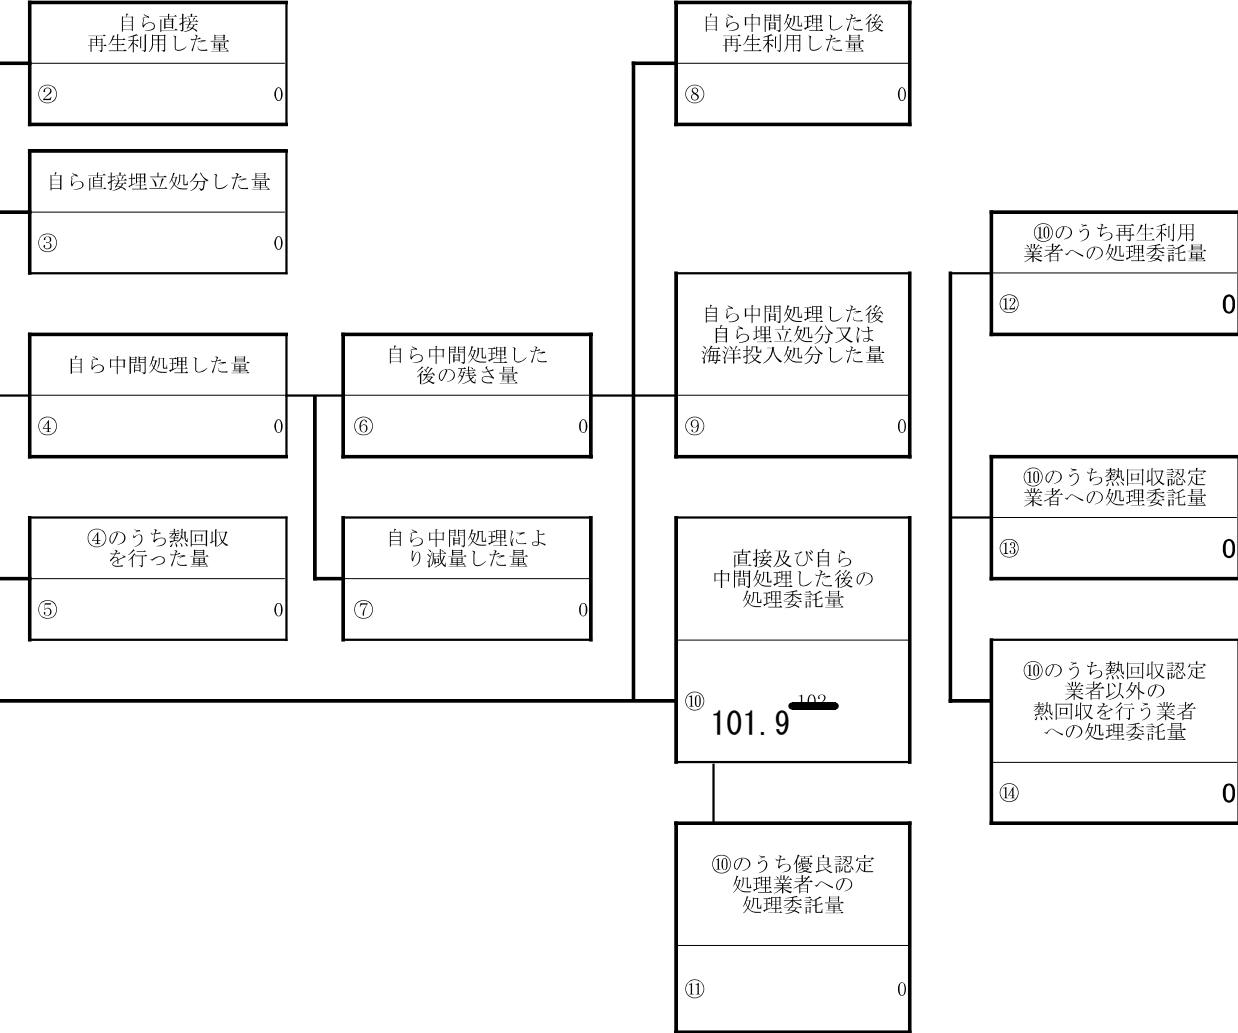 自ら直接
再生利用した量
② 0
自ら中間処理した後
再生利用した量
⑧ 0
自ら直接埋立処分した量
③ 0
⑩のうち再生利用
業者への処理委託量
⑫ 0
自ら中間処理した後
自ら埋立処分又は
海洋投入処分した量
⑨ 0
自ら中間処理した量
④ 0
自ら中間処理した
後の残さ量
⑥ 0
⑩のうち熱回収認定
業者への処理委託量
⑬ 0
④のうち熱回収
を行った量
⑤ 0
自ら中間処理によ
り減量した量
⑦ 0
直接及び自ら
中間処理した後の
処理委託量
⑩ 102
101.9
⑩のうち熱回収認定
業者以外の
熱回収を行う業者
への処理委託量
⑭ 0
⑩のうち優良認定
処理業者への
処理委託量
⑪ 0